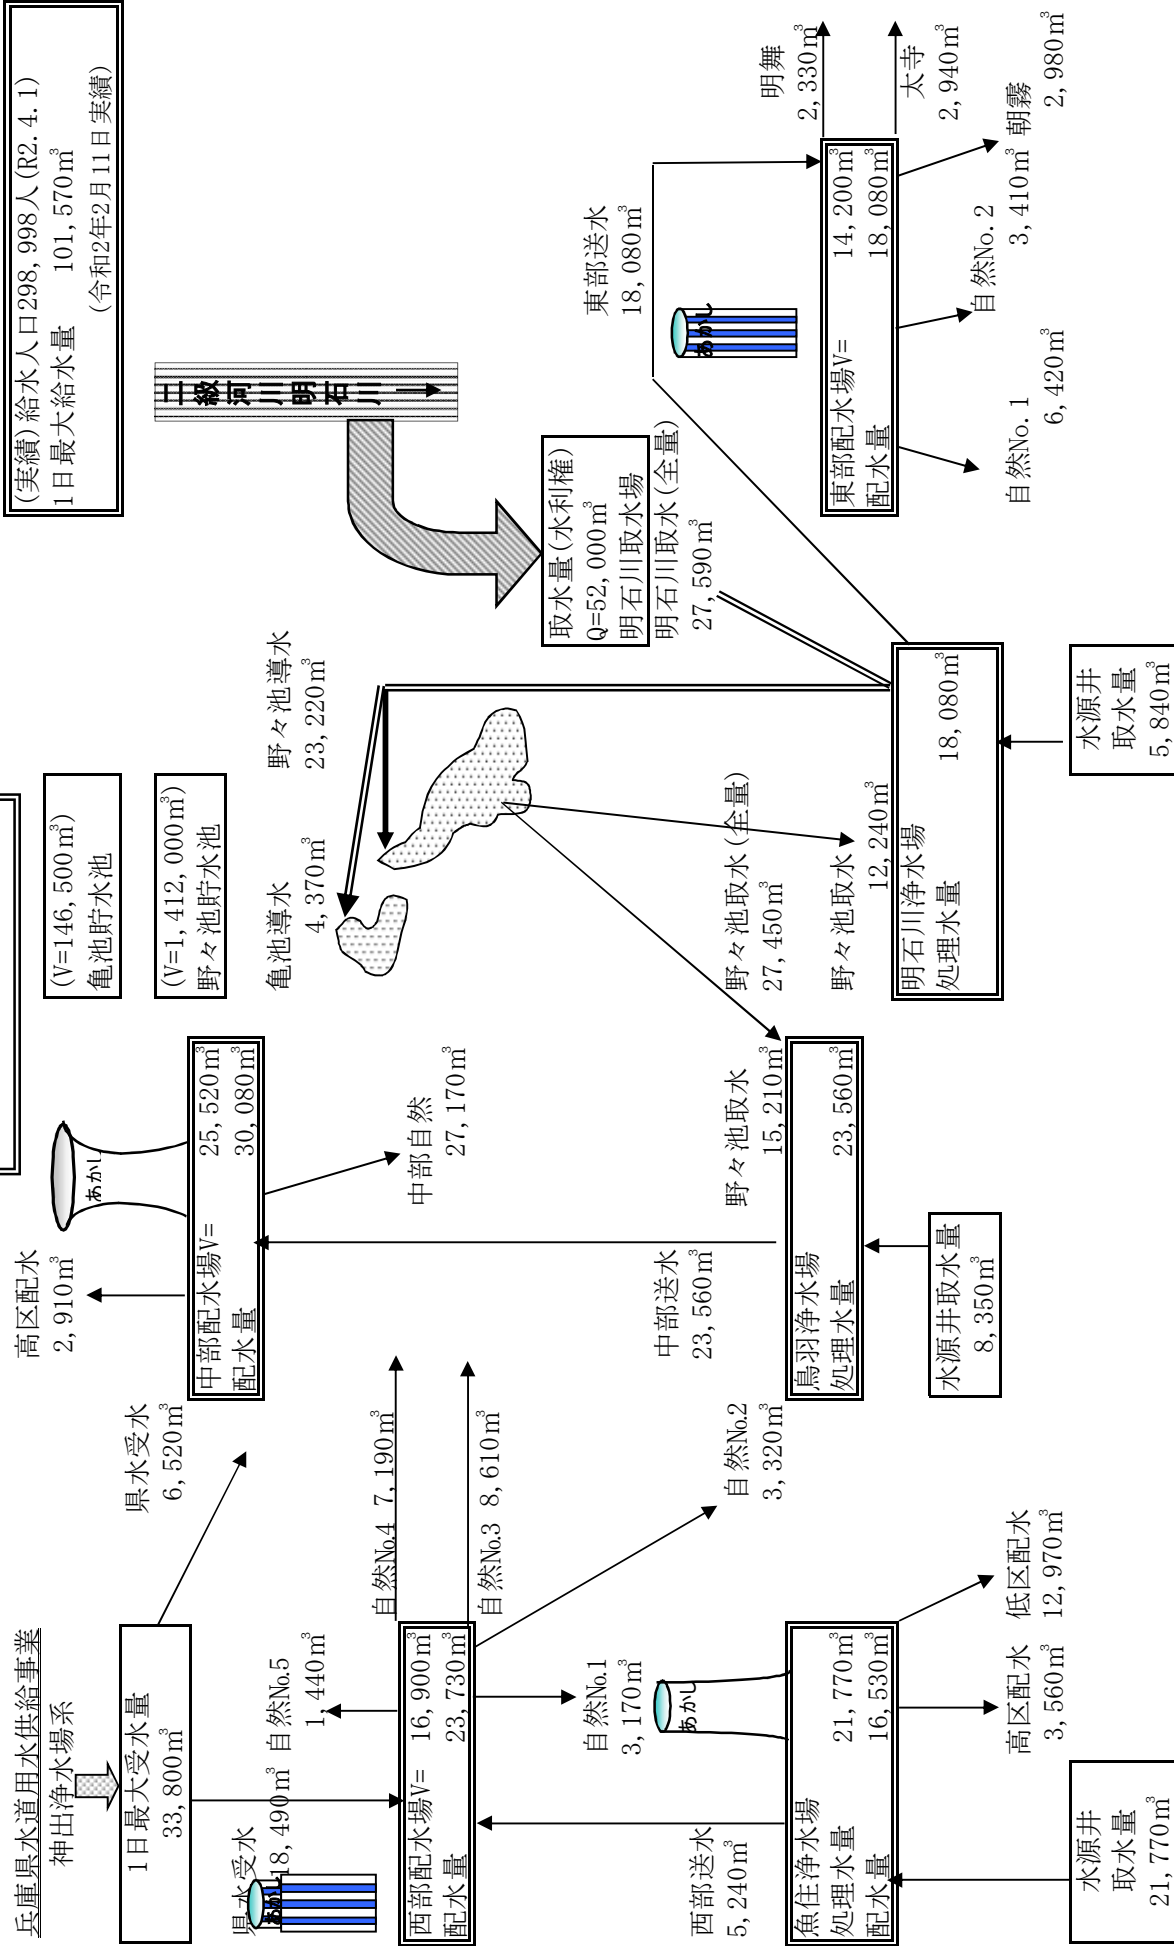 兵庫県水道用水供給事業
神出浄水場系
1日最大受水量
33,800m³
県水受水
6,520m³
県水受水
18,490m³
あかし
自然No.5
1,440m³
西部配水場V= 16,900m³
配水量 23,730m³
自然No.4 7,190m³
自然No.3 8,610m³
自然No.2
3,320m³
自然No.1
3,170m³
西部送水
5,240m³
あかし
魚住浄水場
処理水量 21,770m³
配水量 16,530m³
高区配水
3,560m³
低区配水
12,970m³
水源井
取水量
21,770m³
高区配水
2,910m³
あかし
中部配水場V= 25,520m³
配水量 30,080m³
中部自然
27,170m³
中部送水
23,560m³
野々池取水
15,210m³
鳥羽浄水場
処理水量 23,560m³
水源井取水量
8,350m³
(V=146,500m³)
亀池貯水池
(V=1,412,000m³)
野々池貯水池
亀池導水
4,370m³
野々池導水
23,220m³
野々池取水(全量)
27,450m³
野々池取水
12,240m³
明石川浄水場
処理水量 18,080m³
水源井
取水量
5,840m³
(実績)給水人口298,998人(R2.4.1)
1日最大給水量 101,570m³
(令和2年2月11日実績)
二級河川明石川
取水量(水利権)
Q=52,000m³
明石川取水場
明石川取水(全量)
27,590m³
東部送水
18,080m³
あかし
東部配水場V= 14,200m³
配水量 18,080m³
明舞
2,330m³
太寺
2,940m³
朝霧
2,980m³
自然No.2
3,410m³
自然No.1
6,420m³